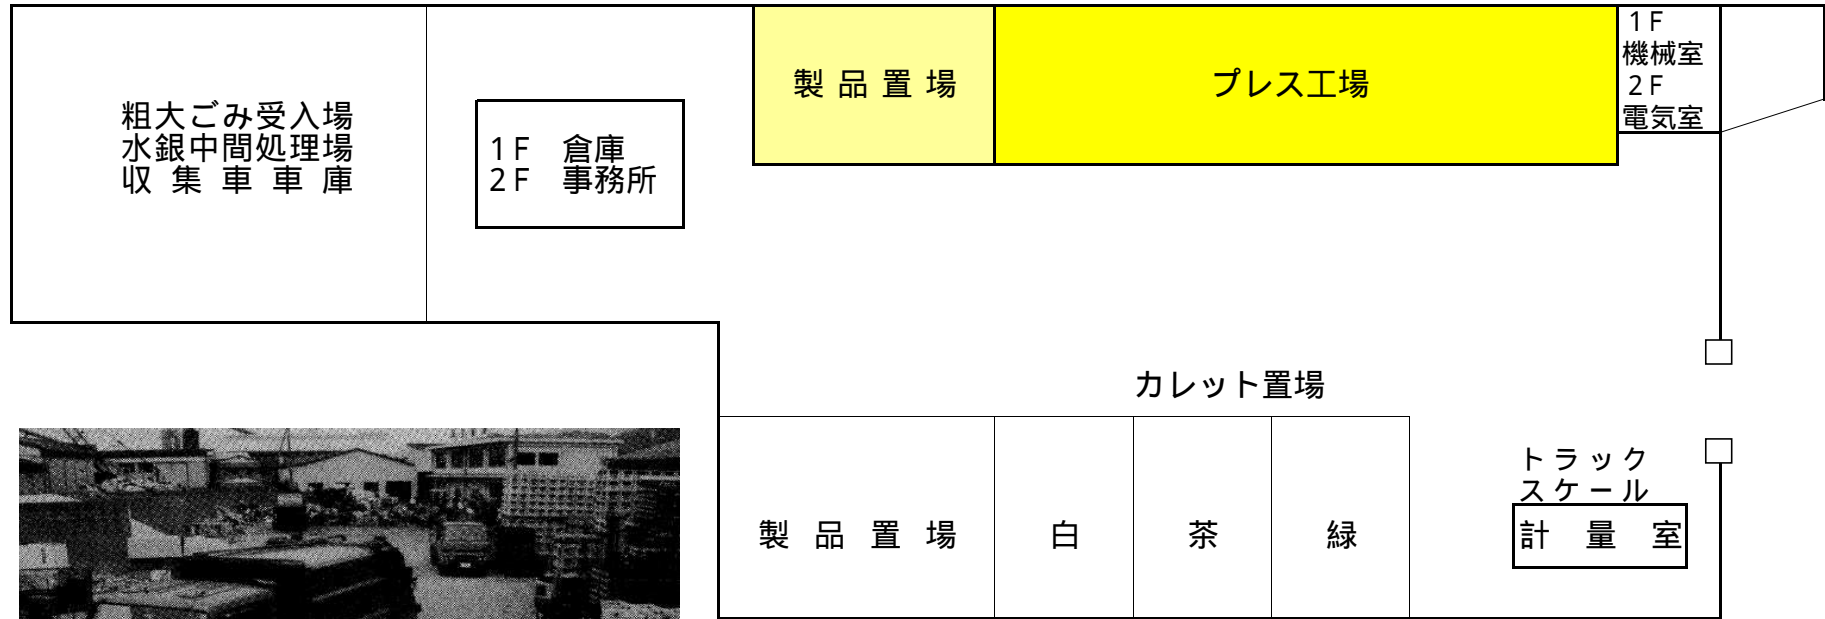 粗大ごみ受入場
水銀中間処理場
収集車車庫
1F 倉庫
2F 事務所
製品置場
プレス工場
1F
機械室
2F
電気室
カレット置場
製品置場
白
茶
緑
トラック
スケール
計量室